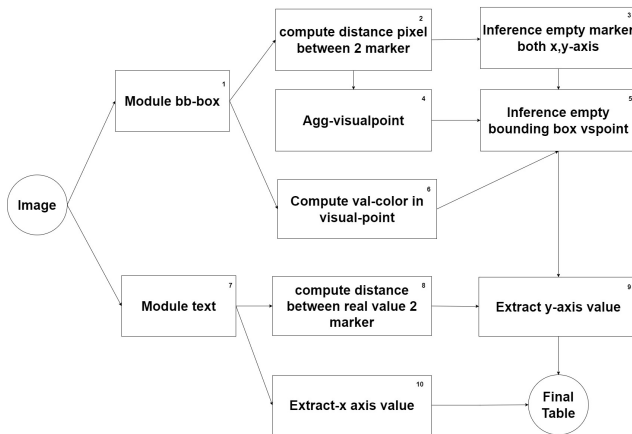 2
compute distance pixel
between 2 marker
3
Inference empty marker
both x,y-axis
1
Module bb-box
4
Agg-visualpoint
5
Inference empty
bounding box vspoint
6
Compute val-color in
visual-point
Image
7
Module text
8
compute distance
between real value 2
marker
9
Extract y-axis value
10
Extract-x axis value
Final
Table